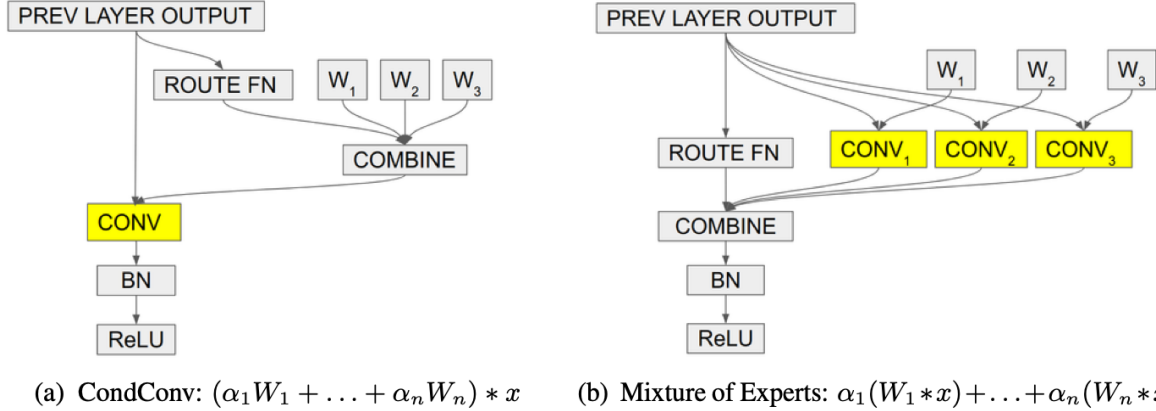 PREV LAYER OUTPUT
ROUTE FN
W₁
W₂
W₃
COMBINE
CONV
BN
ReLU
(a) CondConv: (α₁W₁ + … + αₙWₙ) ∗ x
PREV LAYER OUTPUT
W₁
W₂
W₃
ROUTE FN
CONV₁
CONV₂
CONV₃
COMBINE
BN
ReLU
(b) Mixture of Experts: α₁(W₁∗x)+…+αₙ(Wₙ∗